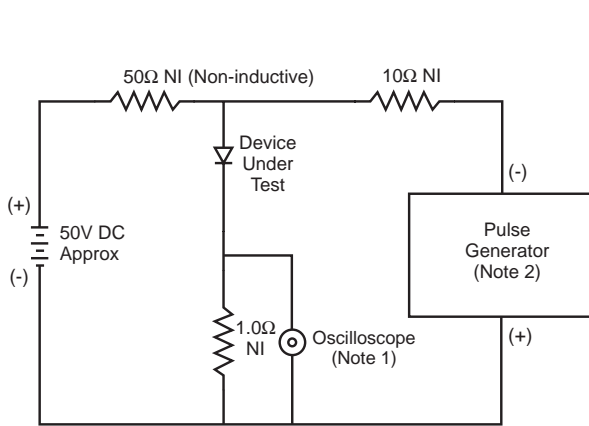 50Ω NI (Non-inductive)
10Ω NI
Device
Under
Test
(-)
(+)
50V DC
Approx
(-)
Pulse
Generator
(Note 2)
1.0Ω
NI
Oscilloscope
(Note 1)
(+)